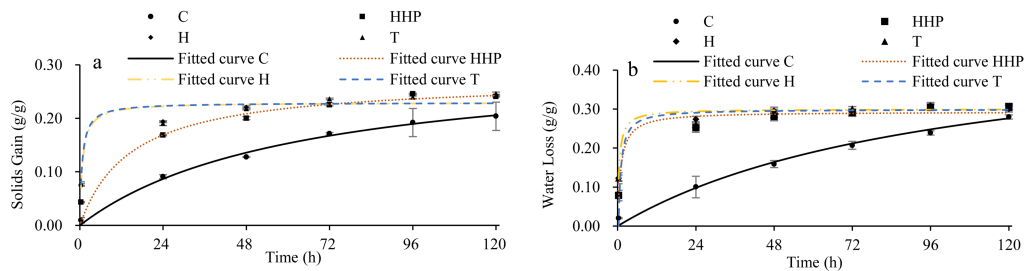 C HHP
H T
Fitted curve C Fitted curve HHP
Fitted curve H Fitted curve T
a
0.30
0.20
0.10
0.00
0 24 48 72 96 120
Solids Gain (g/g)
Time (h)
C HHP
H T
Fitted curve C Fitted curve HHP
Fitted curve H Fitted curve T
b
0.40
0.30
0.20
0.10
0.00
0 24 48 72 96 120
Water Loss (g/g)
Time (h)